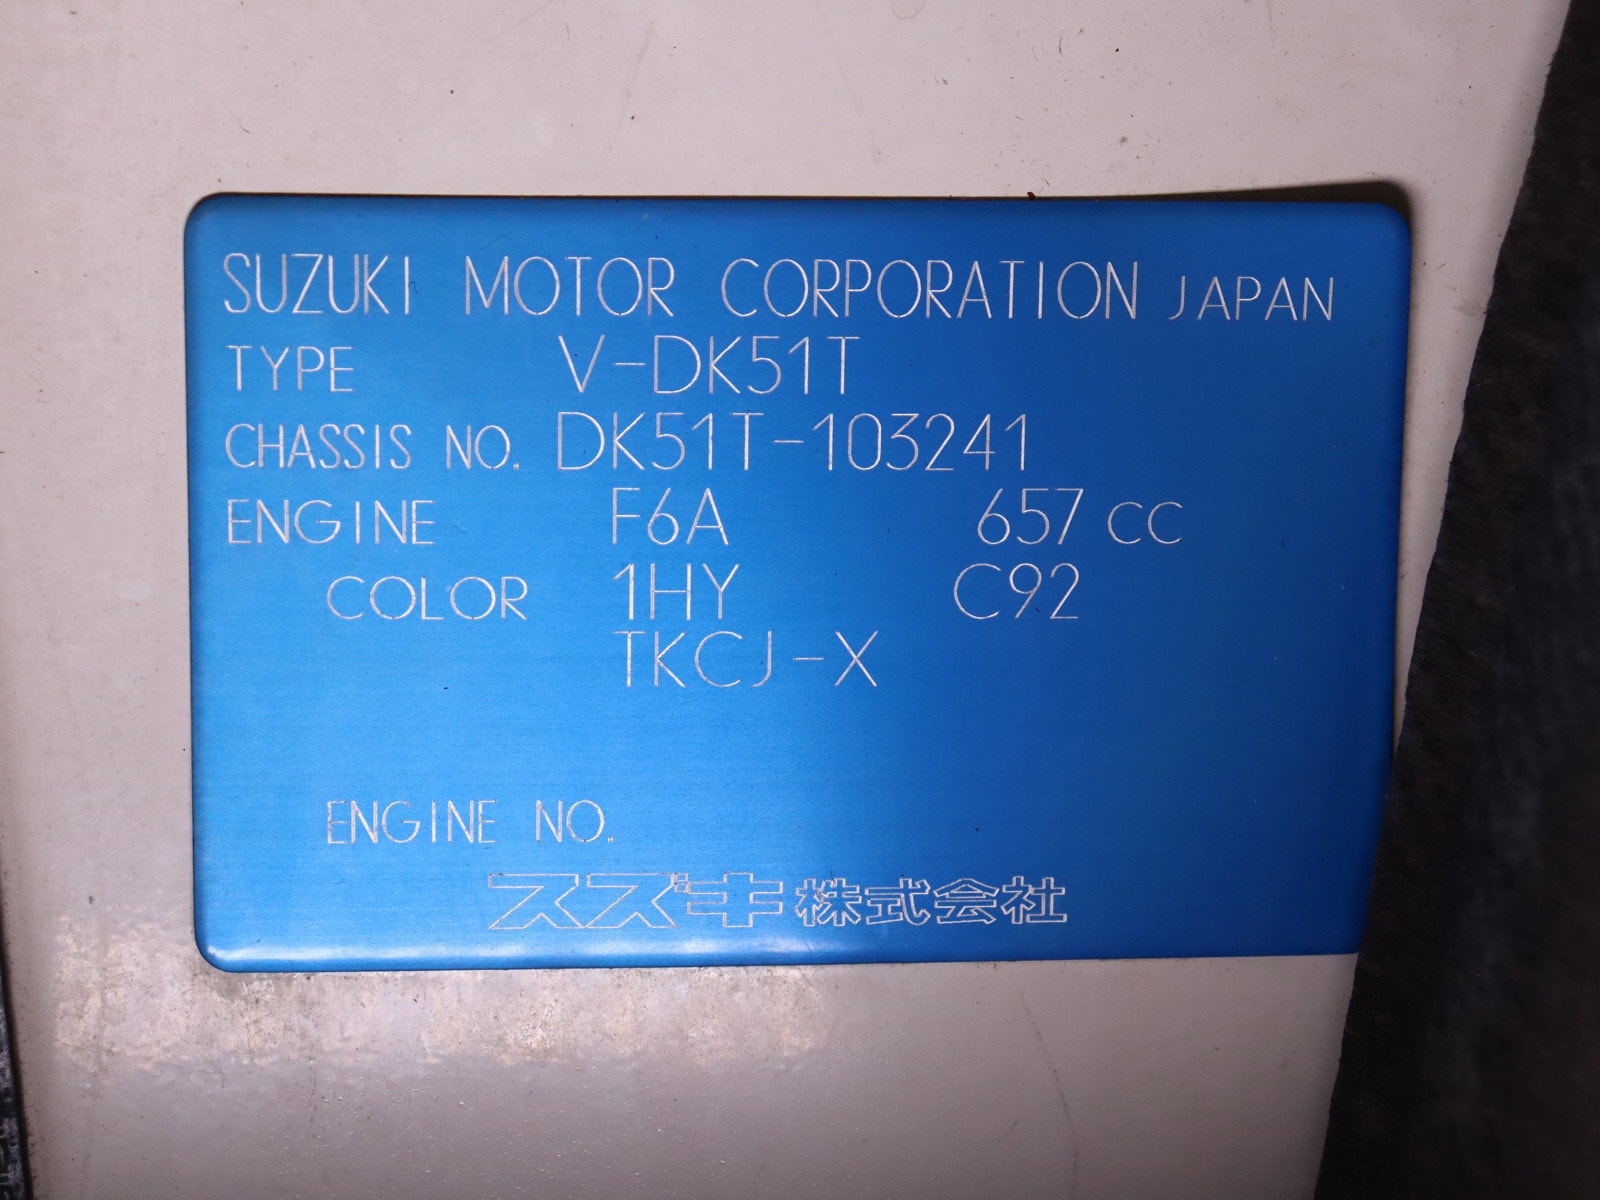 SUZUKI MOTOR CORPORATION JAPAN
TYPE V-DK51T
CHASSIS NO. DK51T-103241
ENGINE F6A 657 CC
COLOR 1HY C92
TKCJ-X
ENGINE NO.
スズキ株式会社